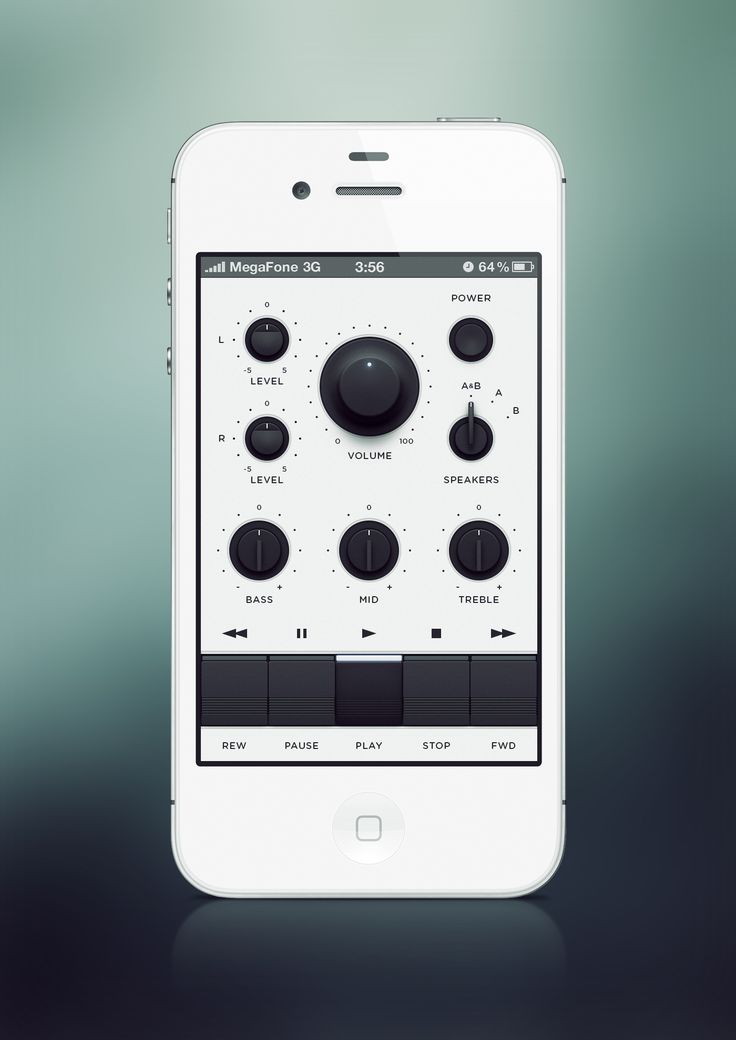 MegaFone 3G 3:56 64%
POWER
0
L
-5 5
LEVEL
A&B
A
B
0
R
-5 5
LEVEL
0 100
VOLUME
SPEAKERS
0 0 0
- + - + - +
BASS MID TREBLE
REW PAUSE PLAY STOP FWD